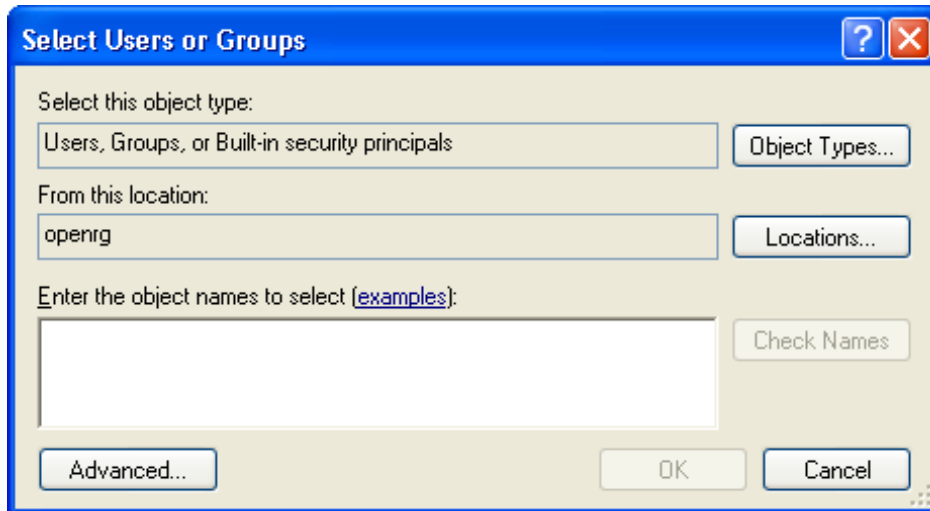 Select Users or Groups
?
Select this object type:
Users, Groups, or Built-in security principals
Object Types...
From this location:
openrg
Locations...
Enter the object names to select (examples):
Check Names
Advanced...
OK
Cancel